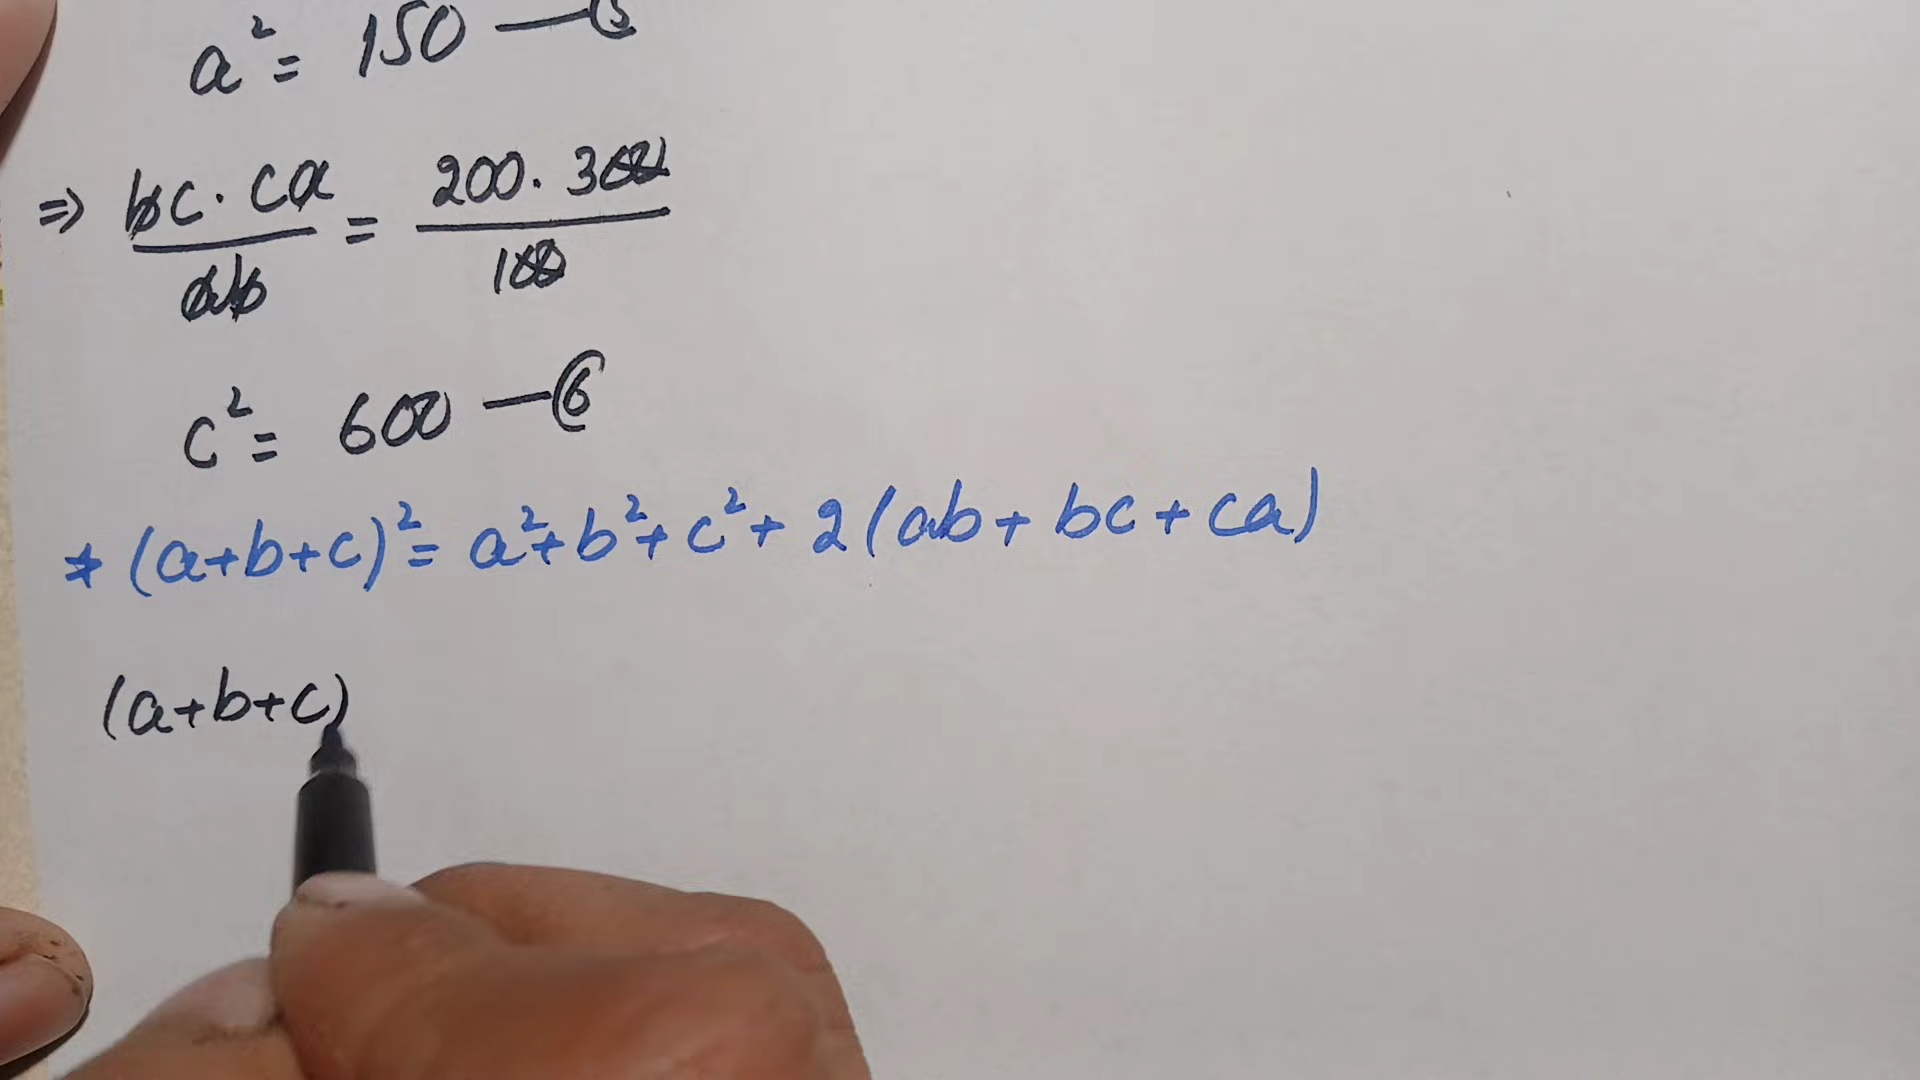 a² = 150 —⑤
⇒ bc · ca / ab = 200 · 300 / 100
c² = 600 —⑥
* (a+b+c)² = a²+b²+c²+ 2(ab+bc+ca)
(a+b+c)